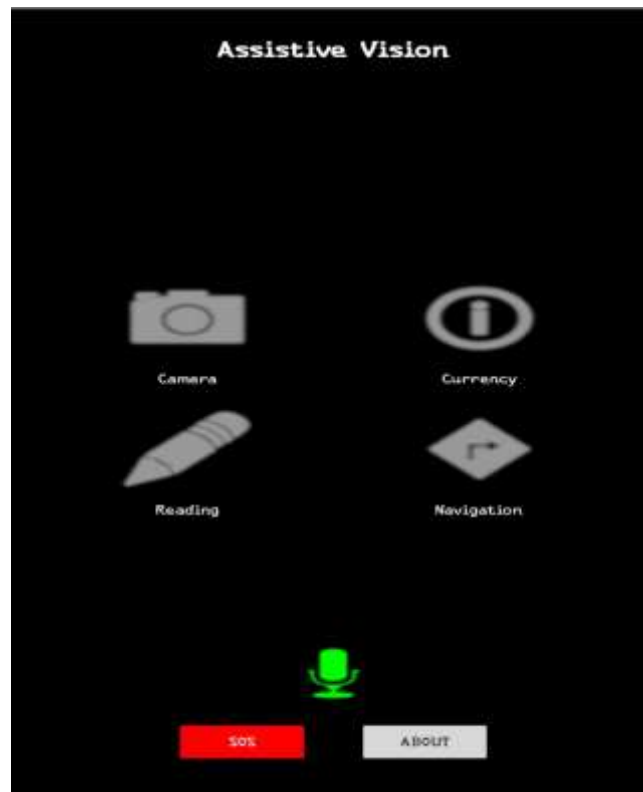 Assistive Vision
Camera
Currency
Reading
Navigation
SOS
ABOUT